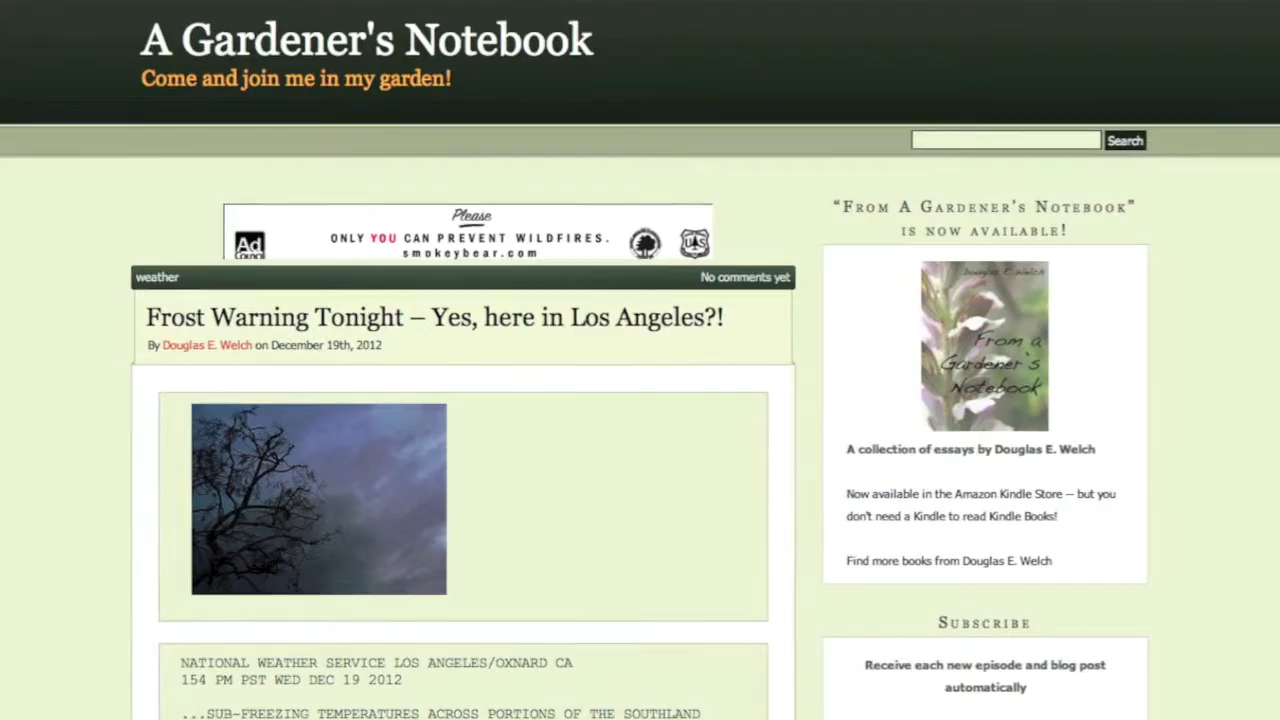 A Gardener's Notebook
Come and join me in my garden!
Search
Please
ONLY YOU CAN PREVENT WILDFIRES.
smokeybear.com
Ad
COUNCIL
US
weather
No comments yet
Frost Warning Tonight – Yes, here in Los Angeles?!
By Douglas E. Welch on December 19th, 2012
NATIONAL WEATHER SERVICE LOS ANGELES/OXNARD CA
154 PM PST WED DEC 19 2012
...SUB-FREEZING TEMPERATURES ACROSS PORTIONS OF THE SOUTHLAND
“From A Gardener’s Notebook”
is now available!
Douglas E. Welch
From a
Gardener's
Notebook
A collection of essays by Douglas E. Welch
Now available in the Amazon Kindle Store – but you
don't need a Kindle to read Kindle Books!
Find more books from Douglas E. Welch
Subscribe
Receive each new episode and blog post
automatically